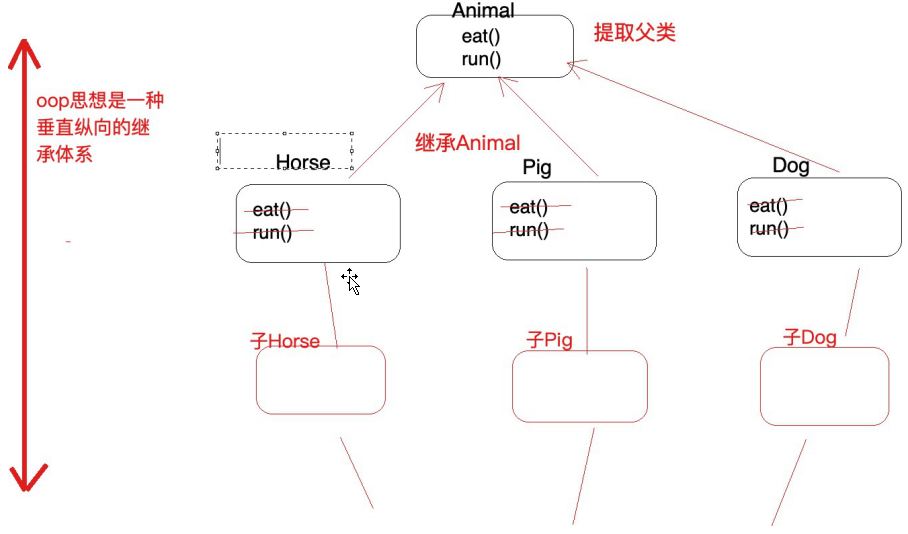 Animal
eat()
run()
提取父类
oop思想是一种
垂直纵向的继
承体系
继承Animal
Horse
eat()
run()
Pig
eat()
run()
Dog
eat()
run()
子Horse
子Pig
子Dog